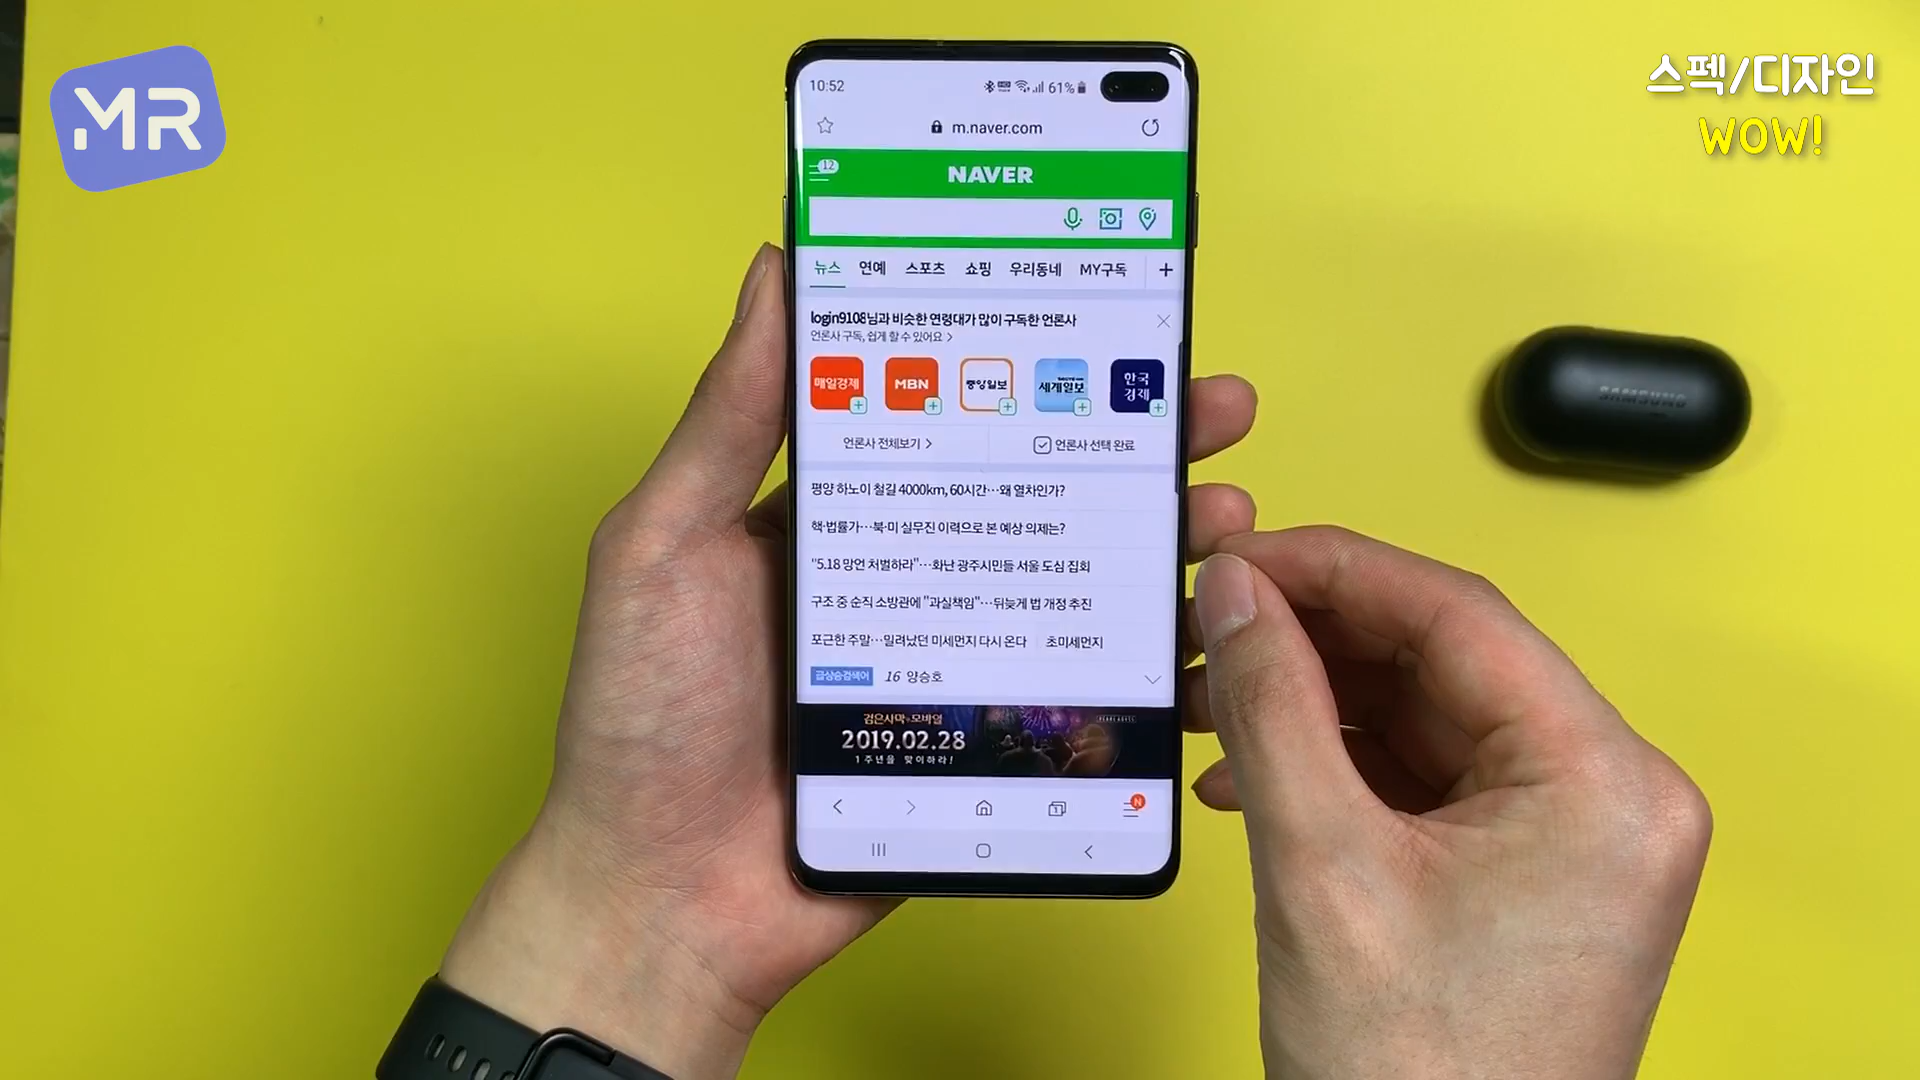 MR
스펙/디자인
WOW!
10:52
61%
m.naver.com
12
NAVER
뉴스 연예 스포츠 쇼핑 우리동네 MY구독
login9108님과 비슷한 연령대가 많이 구독한 언론사
언론사 구독, 쉽게 할 수 있어요 >
매일경제
MBN
중앙일보
세계일보
한국
경제
언론사 전체보기 >
언론사 선택 완료
평양 하노이 철길 4000km, 60시간…왜 열차인가?
핵·법률가…북·미 실무진 이력으로 본 예상 의제는?
"5.18 망언 처벌하라"…화난 광주시민들 서울 도심 집회
구조 중 순직 소방관에 "과실책임"…뒤늦게 법 개정 추진
포근한 주말…밀려났던 미세먼지 다시 온다 초미세먼지
급상승검색어 16 양승호
검은사막 모바일
PEARL ABYSS
2019.02.28
1주년을 맞이하라!
1
N
SAMSUNG